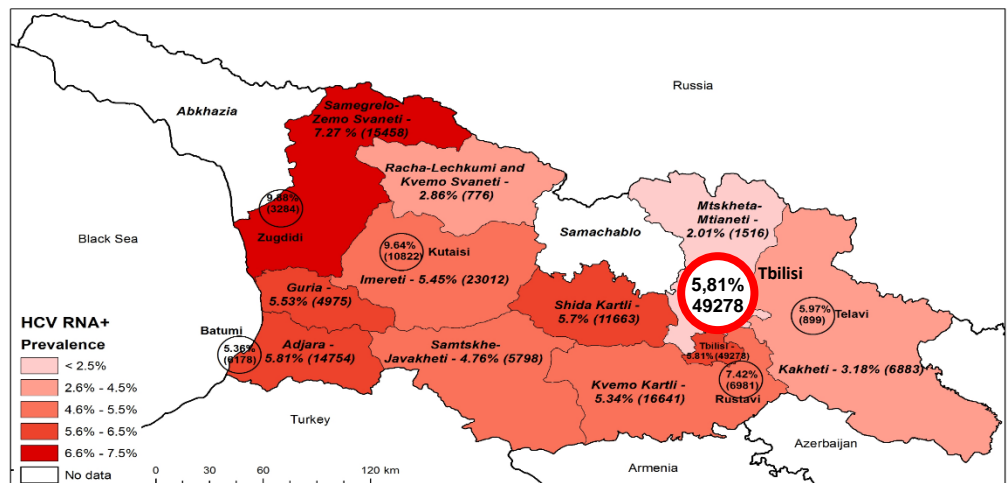 Russia
Abkhazia
Samegrelo-
Zemo Svaneti -
7.27 % (15458)
Racha-Lechkumi and
Kvemo Svaneti -
2.86% (776)
Mtskheta-
Mtianeti -
2.01% (1516)
9.88%
(3284)
Zugdidi
Black Sea
Samachablo
9.64%
(10822)
Kutaisi
Imereti - 5.45% (23012)
Tbilisi
5,81%
49278
Guria -
5.53% (4975)
Shida Kartli -
5.7% (11663)
5.97%
(899)
Telavi
Batumi
5.36%
(6178)
Adjara -
5.81% (14754)
Samtskhe-
Javakheti - 4.76% (5798)
Tbilisi -
5.81% (49278)
7.42%
(6981)
Rustavi
Kakheti - 3.18% (6883)
Kvemo Kartli -
5.34% (16641)
Turkey
Armenia
Azerbaijan
HCV RNA+
Prevalence
< 2.5%
2.6% - 4.5%
4.6% - 5.5%
5.6% - 6.5%
6.6% - 7.5%
No data
0 30 60 120 km